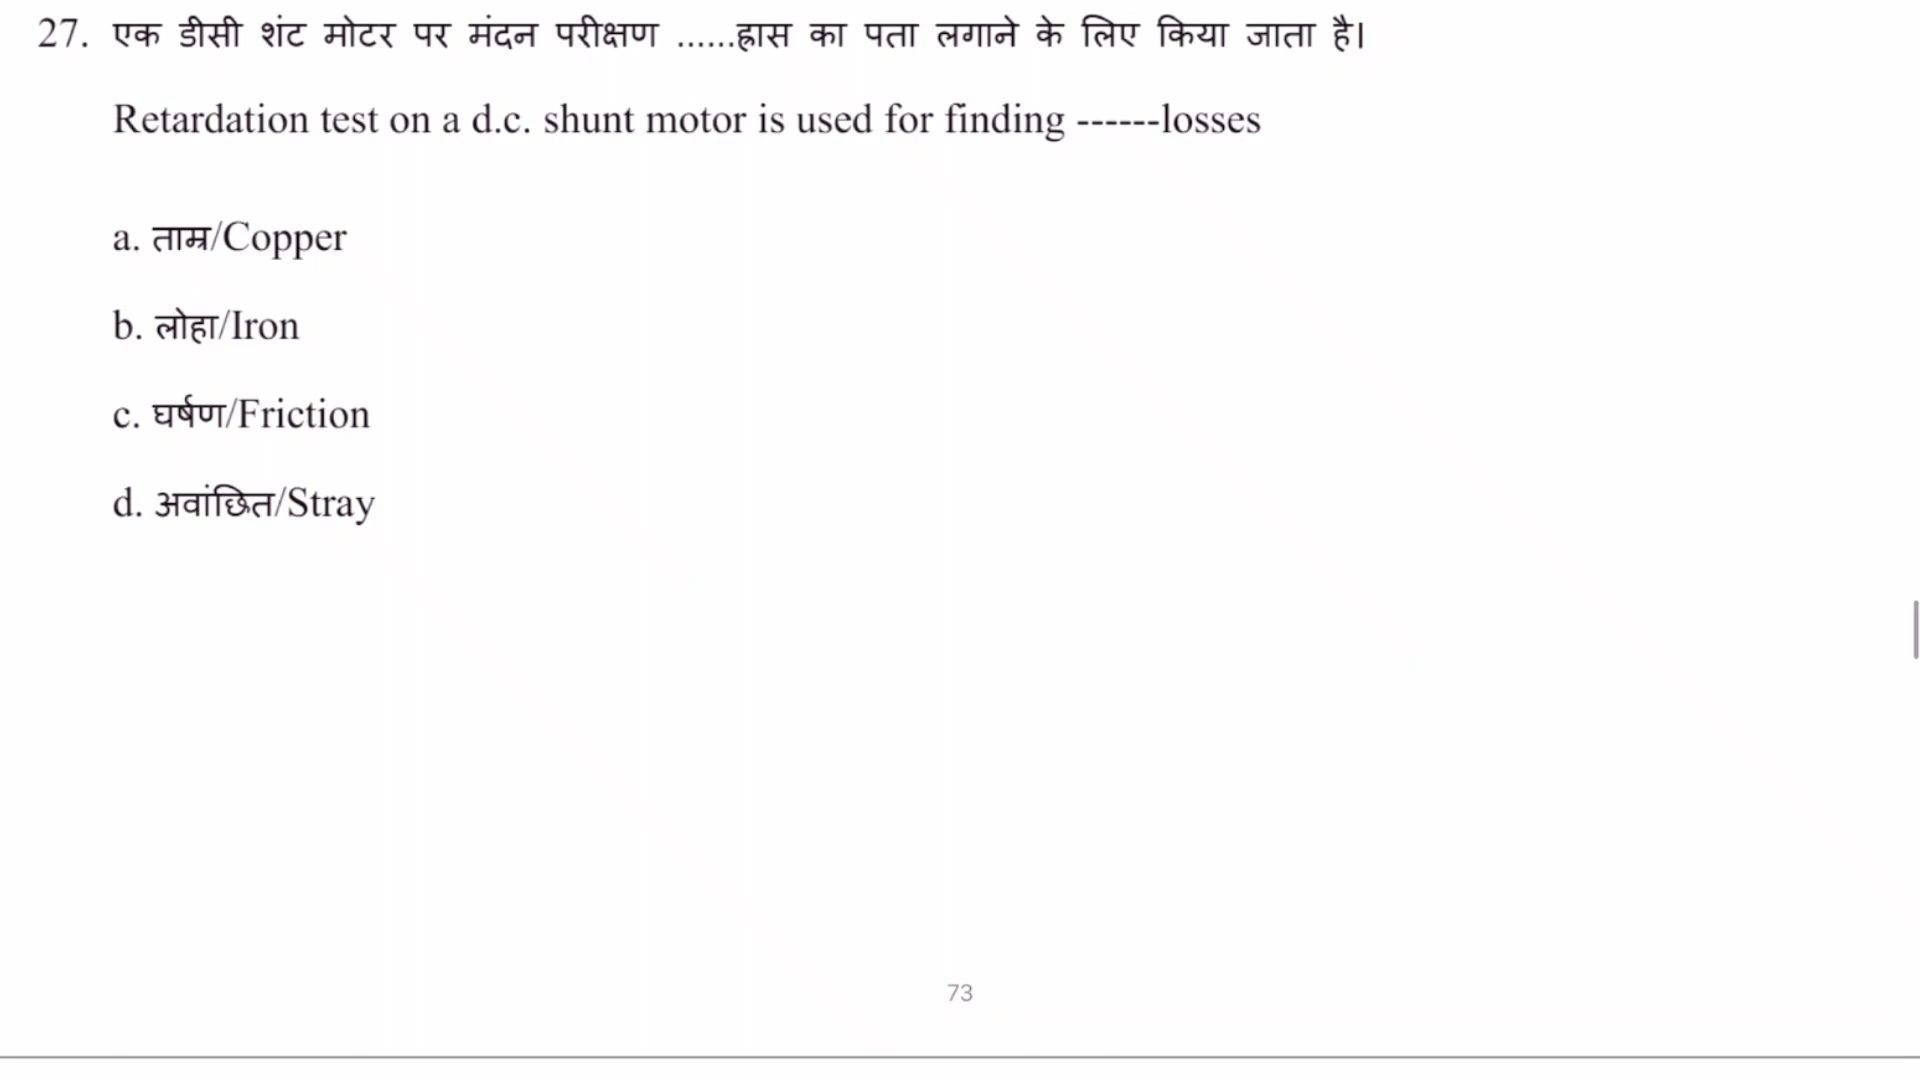 27. एक डीसी शंट मोटर पर मंदन परीक्षण ......ह्रास का पता लगाने के लिए किया जाता है।
Retardation test on a d.c. shunt motor is used for finding ------losses
a. ताम्र/Copper
b. लोहा/Iron
c. घर्षण/Friction
d. अवांछित/Stray
73